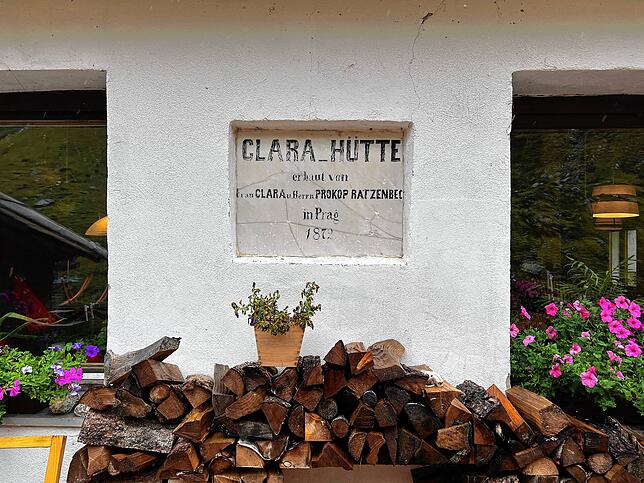 CLARA_HÜTTE
erbaut von
Frau CLARA u. Herrn PROKOP RATZENBEC
in Prag
1872